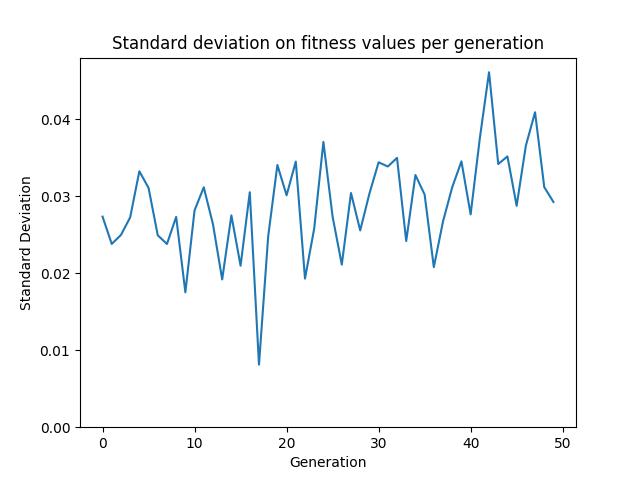 Standard deviation on fitness values per generation
Standard Deviation
0.04
0.03
0.02
0.01
0.00
0 10 20 30 40 50
Generation